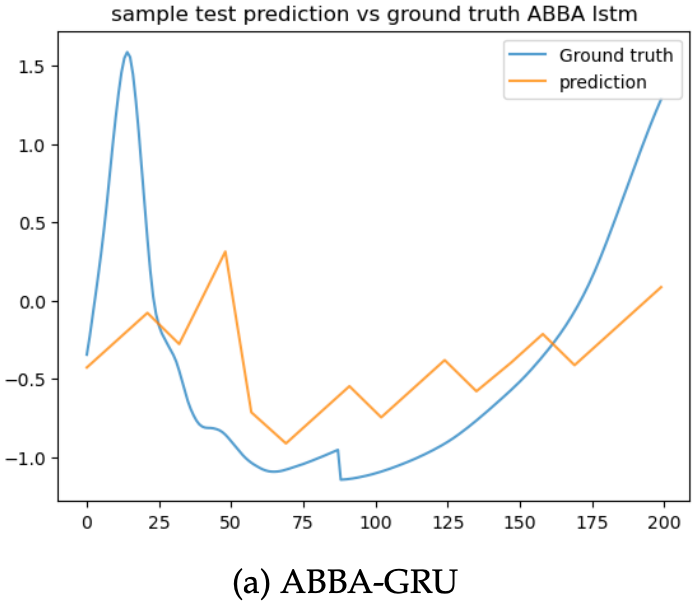 sample test prediction vs ground truth ABBA lstm
Ground truth
prediction
1.5
1.0
0.5
0.0
−0.5
−1.0
0 25 50 75 100 125 150 175 200
(a) ABBA-GRU